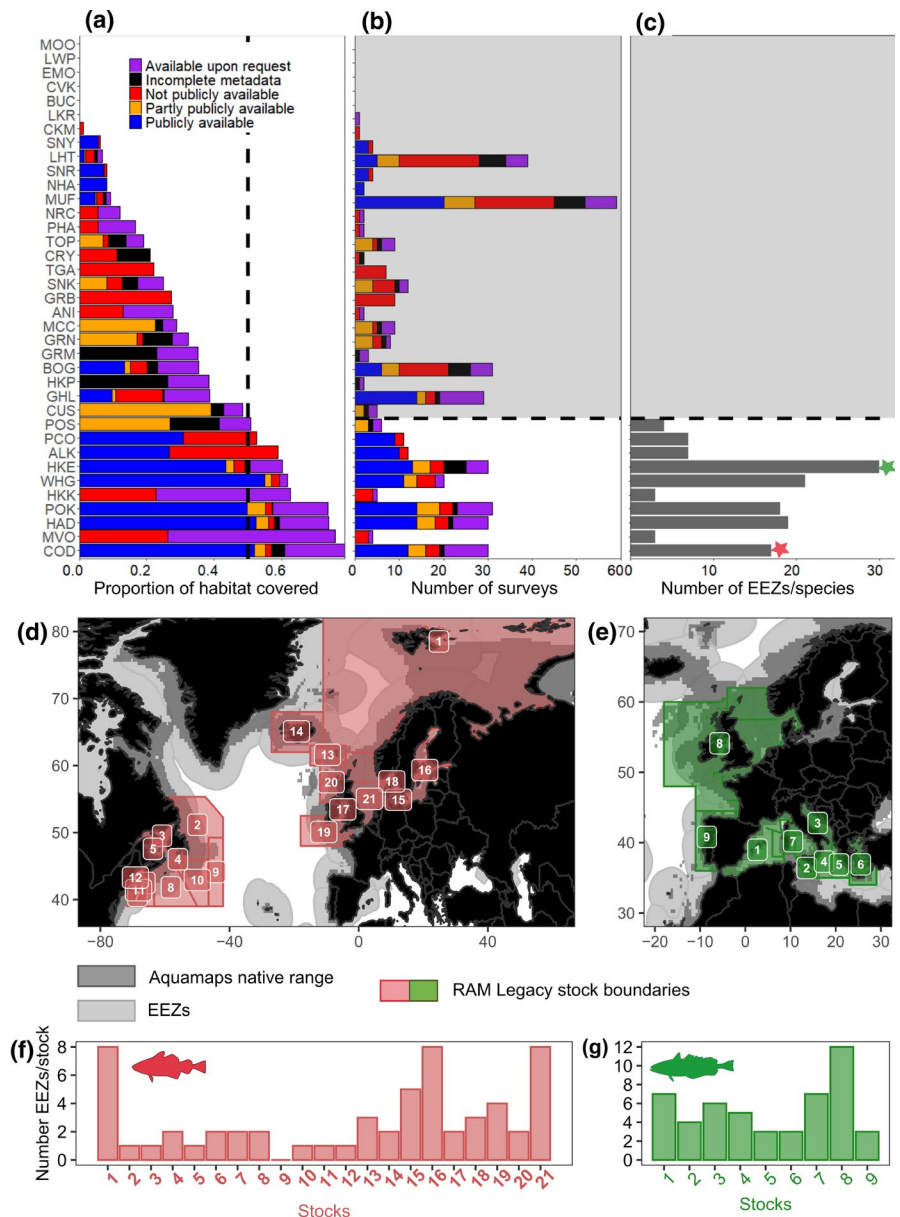 (a)
(b)
(c)
MOO
LWP
EMO
CVK
BUC
LKR
CKM
SNY
LHT
SNR
NHA
MUF
NRC
PHA
TOP
CRY
TGA
SNK
GRB
ANI
MCC
GRN
GRM
BOG
HKP
GHL
CUS
POS
PCO
ALK
HKE
WHG
HKK
POK
HAD
MVO
COD
Available upon request
Incomplete metadata
Not publicly available
Partly publicly available
Publicly available
0.0 0.2 0.4 0.6
0 10 20 30 40 50 60
0 10 20 30
Proportion of habitat covered
Number of surveys
Number of EEZs/species
(d)
80
70
60
50
40
1
14
13
20
16
18
15
21
17
19
2
3
5
4
12
11
8
10
9
-80 -40 0 40
(e)
70
60
50
40
30
8
9
1
3
7
2
4
5
6
-20 -10 0 10 20 30
Aquamaps native range
EEZs
RAM Legacy stock boundaries
(f)
Number EEZs/stock
8
6
4
2
0
1 2 3 4 5 6 7 8 9 10 11 12 13 14 15 16 17 18 19 20 21
Stocks
(g)
12
10
8
6
4
2
0
1 2 3 4 5 6 7 8 9
Stocks